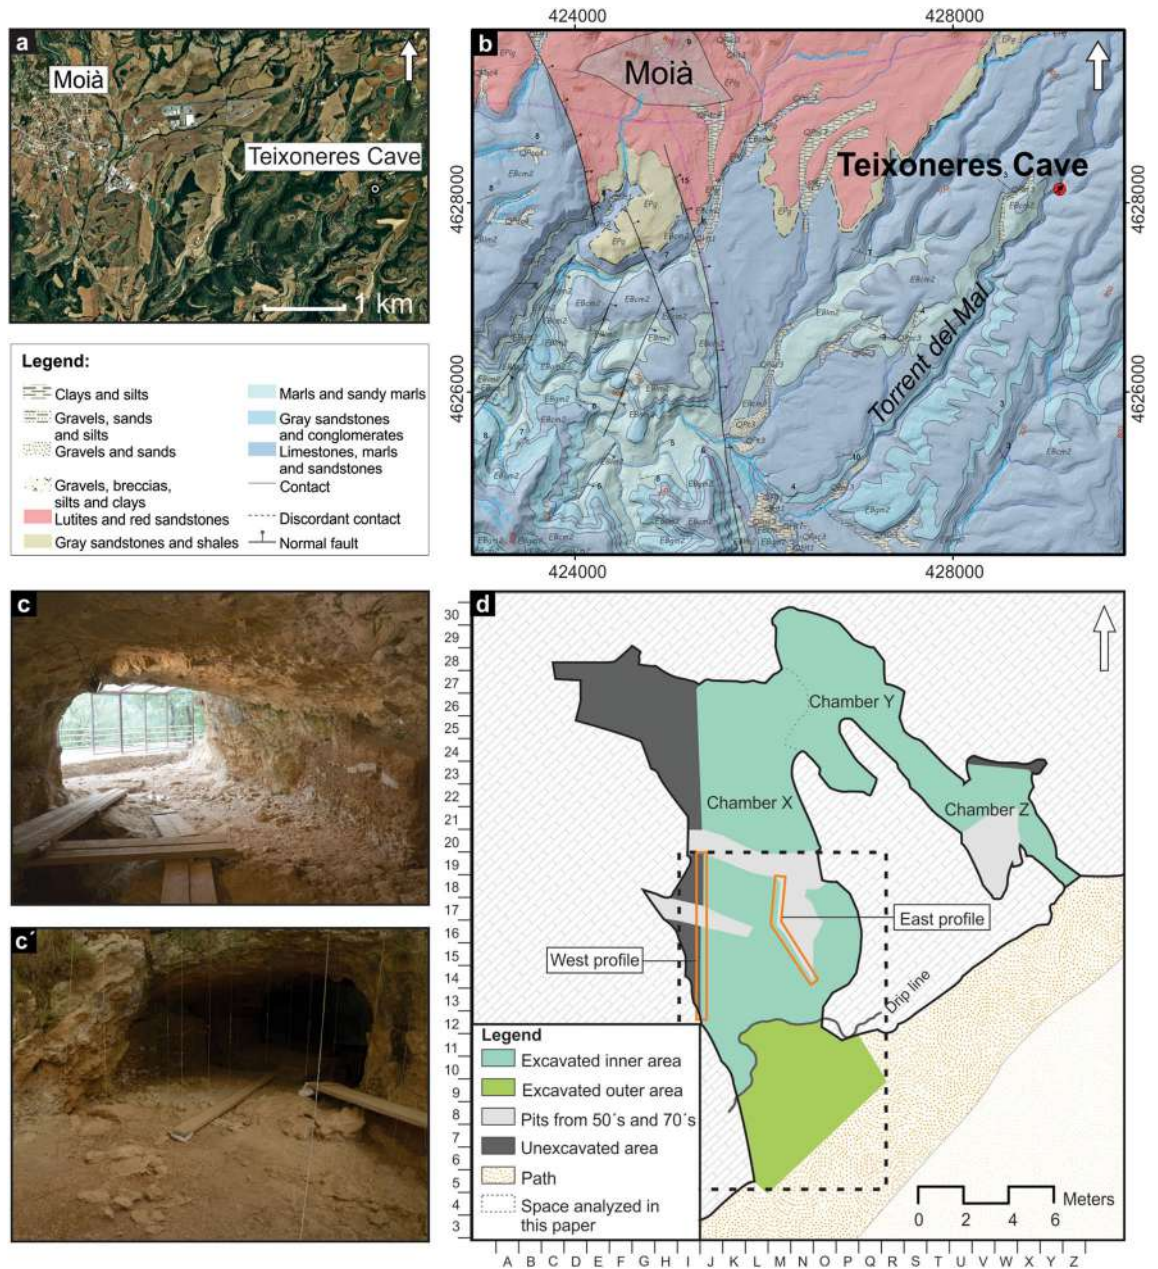 a
Moià
Teixoneres Cave
1 km
424000
428000
b
Moià
Teixoneres Cave
Torrent del Mal
4628000
4626000
4628000
4626000
424000
428000
Legend:
Clays and silts
Gravels, sands
and silts
Gravels and sands
Gravels, breccias,
silts and clays
Lutites and red sandstones
Gray sandstones and shales
Marls and sandy marls
Gray sandstones
and conglomerates
Limestones, marls
and sandstones
Contact
Discordant contact
Normal fault
c
c´
d
30
29
28
27
26
25
24
23
22
21
20
19
18
17
16
15
14
13
12
11
10
9
8
7
6
5
4
3
Chamber Y
Chamber X
Chamber Z
East profile
West profile
Drip line
Legend
Excavated inner area
Excavated outer area
Pits from 50´s and 70´s
Unexcavated area
Path
Space analyzed in
this paper
Meters
0 2 4 6
A B C D E F G H I J K L M N O P Q R S T U V W X Y Z